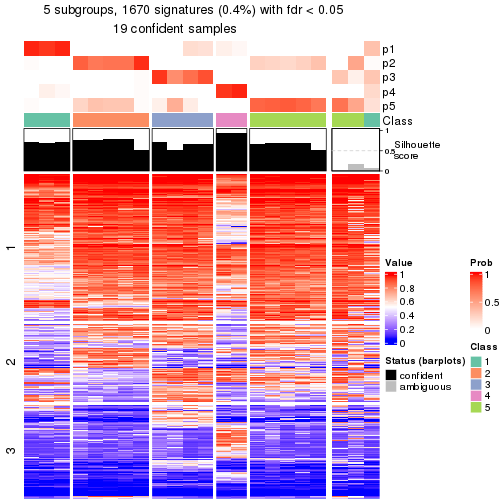 5 subgroups, 1670 signatures (0.4%) with fdr < 0.05
19 confident samples
p1
p2
p3
p4
p5
Class
1
0.5
0
Silhouette
score
1
2
3
Value
1
0.8
0.6
0.4
0.2
0
Status (barplots)
confident
ambiguous
Prob
1
0.5
0
Class
1
2
3
4
5